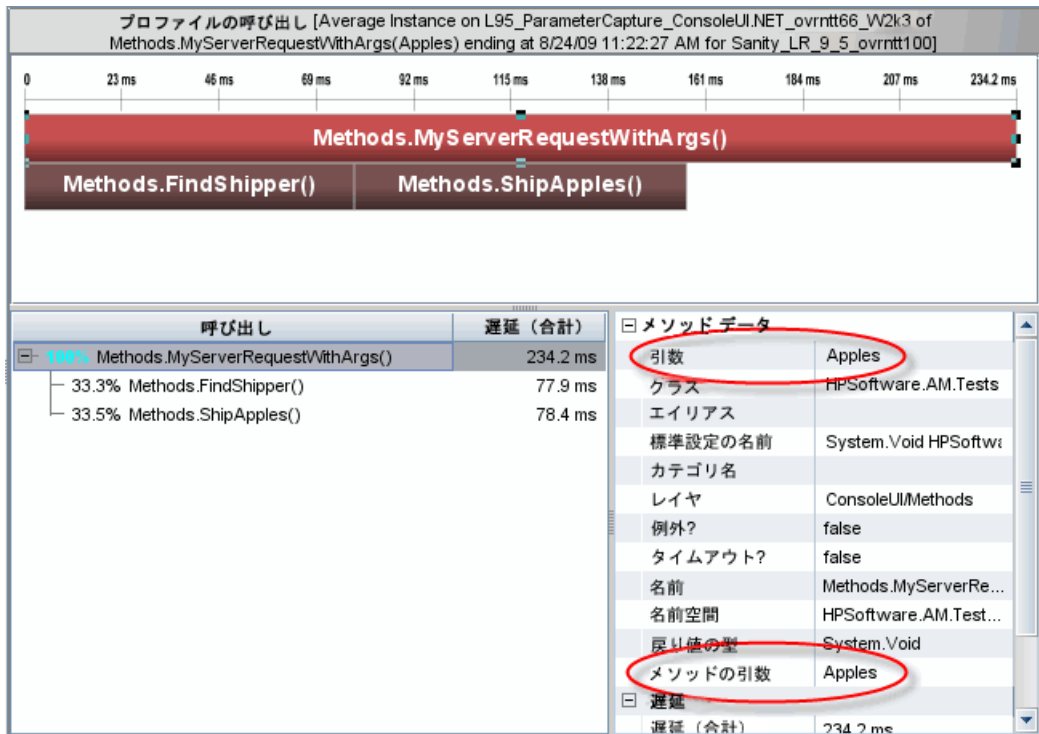 プロファイルの呼び出し [Average Instance on L95_ParameterCapture_ConsoleUI.NET_ovrntt66_W2k3 of
Methods.MyServerRequestWithArgs(Apples) ending at 8/24/09 11:22:27 AM for Sanity_LR_9_5_ovrntt100]
0 23 ms 46 ms 69 ms 92 ms 115 ms 138 ms 161 ms 184 ms 207 ms 234.2 ms
Methods.MyServerRequestWithArgs()
Methods.FindShipper() Methods.ShipApples()
呼び出し 遅延（合計）
100% Methods.MyServerRequestWithArgs() 234.2 ms
33.3% Methods.FindShipper() 77.9 ms
33.5% Methods.ShipApples() 78.4 ms
メソッド データ
引数 Apples
クラス HPSoftware.AM.Tests
エイリアス
標準設定の名前 System.Void HPSoftwa
カテゴリ名
レイヤ ConsoleUI/Methods
例外? false
タイムアウト? false
名前 Methods.MyServerRe...
名前空間 HPSoftware.AM.Test...
戻り値の型 System.Void
メソッドの引数 Apples
遅延
遅延（合計） 234.2 ms